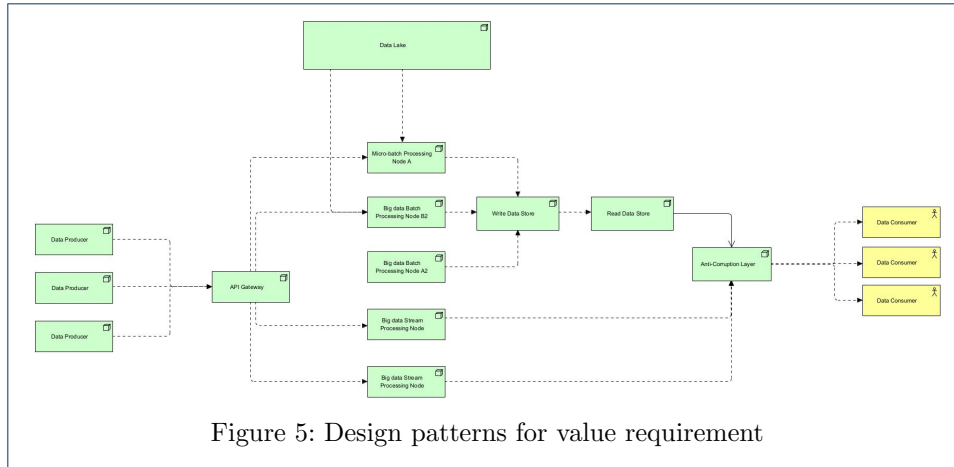 Data Lake
Micro-batch Processing
Node A
Big data Batch
Processing Node B2
Write Data Store
Read Data Store
Data Consumer
Data Producer
Big data Batch
Processing Node A2
Anti-Corruption Layer
Data Consumer
Data Producer
API Gateway
Data Consumer
Big data Stream
Processing Node
Data Producer
Big data Stream
Processing Node
Figure 5: Design patterns for value requirement